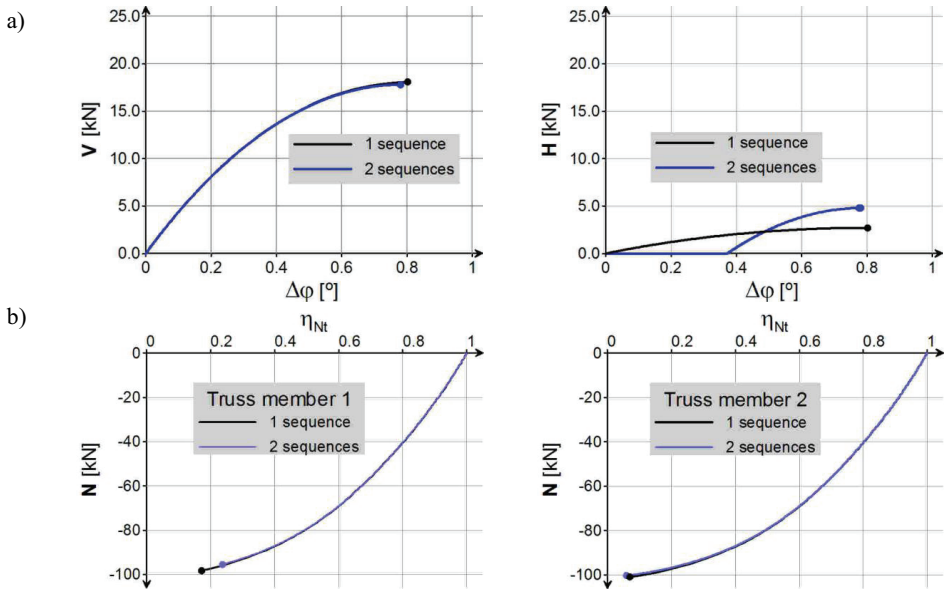 a)
25.0
20.0
15.0
10.0
5.0
0.0
V [kN]
1 sequence
2 sequences
0 0.2 0.4 0.6 0.8 1
Δφ [º]
25.0
20.0
15.0
10.0
5.0
0.0
H [kN]
1 sequence
2 sequences
0 0.2 0.4 0.6 0.8 1
Δφ [º]
b)
ηNt
0 0.2 0.4 0.6 0.8 1
0
-20
-40
-60
-80
-100
N [kN]
Truss member 1
1 sequence
2 sequences
ηNt
0 0.2 0.4 0.6 0.8 1
0
-20
-40
-60
-80
-100
N [kN]
Truss member 2
1 sequence
2 sequences